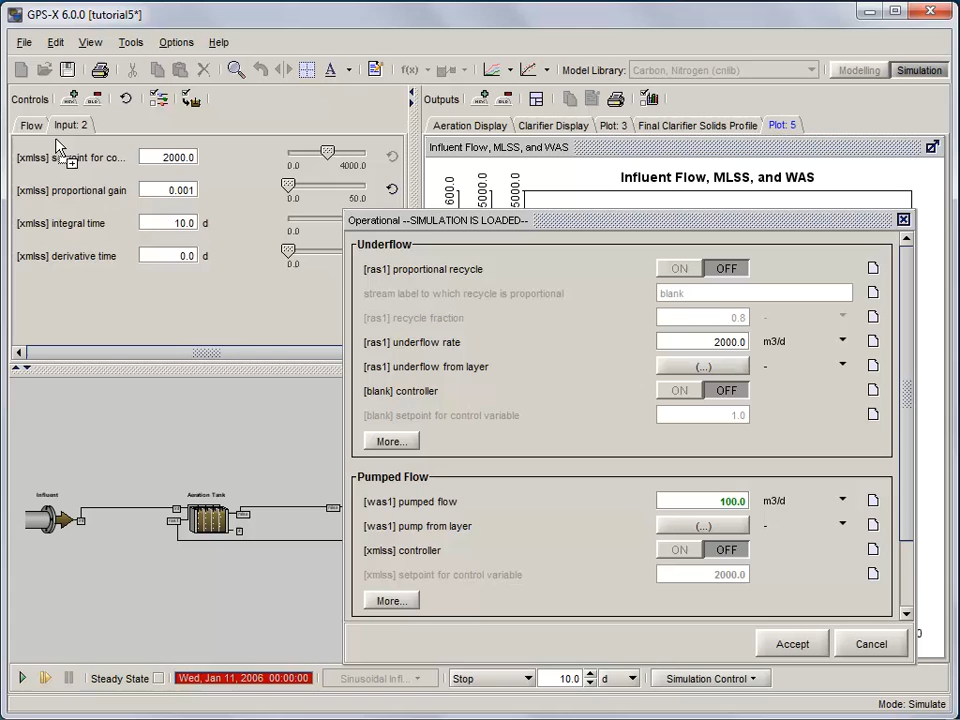 GPS-X 6.0.0 [tutorial5*]
File Edit View Tools Options Help
Model Library: Carbon, Nitrogen (cnlib) Modelling Simulation
Controls
Outputs
Flow Input: 2
Aeration Display Clarifier Display Plot: 3 Final Clarifier Solids Profile Plot: 5
Influent Flow, MLSS, and WAS
Influent Flow, MLSS, and WAS
600.0 5000.0 5000.0
[xmlss] 2000.0 0.0 4000.0
[xmlss] proportional gain 0.001 0.0 50.0
[xmlss] integral time 10.0 d 0.0
[xmlss] derivative time 0.0 d 0.0
Operational --SIMULATION IS LOADED--
Underflow
[ras1] proportional recycle ON OFF
stream label to which recycle is proportional blank
[ras1] recycle fraction 0.8 -
[ras1] underflow rate 2000.0 m3/d
[ras1] underflow from layer (...) -
[blank] controller ON OFF
[blank] setpoint for control variable 1.0
More...
Pumped Flow
[was1] pumped flow 100.0 m3/d
[was1] pump from layer (...) -
[xmlss] controller ON OFF
[xmlss] setpoint for control variable 2000.0
More...
Accept Cancel
Influent
Aeration Tank
Steady State Wed, Jan 11, 2006 00:00:00 Sinusoidal Infl... Stop 10.0 d Simulation Control
Mode: Simulate